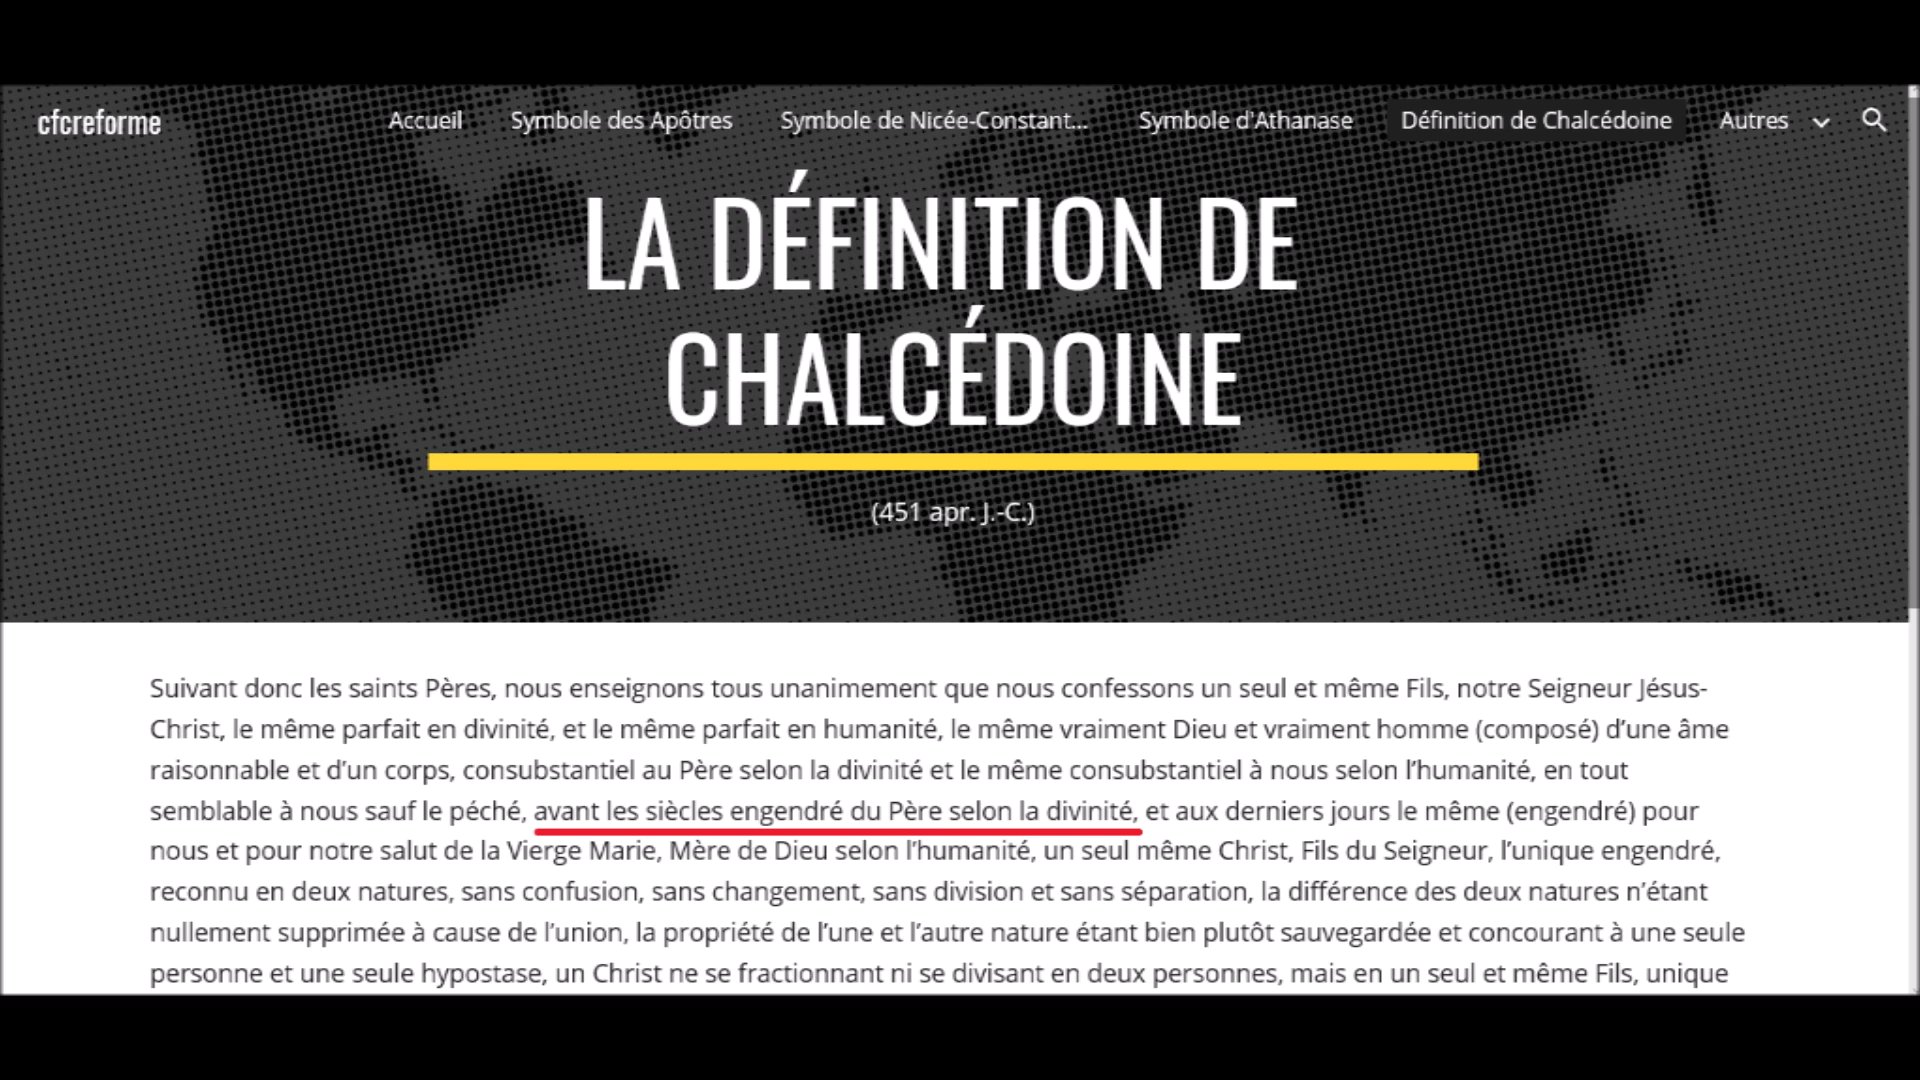 cfcreforme
Accueil
Symbole des Apôtres
Symbole de Nicée-Constant...
Symbole d'Athanase
Définition de Chalcédoine
Autres
LA DÉFINITION DE
CHALCÉDOINE
(451 apr. J.-C.)
Suivant donc les saints Pères, nous enseignons tous unanimement que nous confessons un seul et même Fils, notre Seigneur Jésus-
Christ, le même parfait en divinité, et le même parfait en humanité, le même vraiment Dieu et vraiment homme (composé) d’une âme
raisonnable et d’un corps, consubstantiel au Père selon la divinité et le même consubstantiel à nous selon l’humanité, en tout
semblable à nous sauf le péché, avant les siècles engendré du Père selon la divinité, et aux derniers jours le même (engendré) pour
nous et pour notre salut de la Vierge Marie, Mère de Dieu selon l’humanité, un seul même Christ, Fils du Seigneur, l’unique engendré,
reconnu en deux natures, sans confusion, sans changement, sans division et sans séparation, la différence des deux natures n’étant
nullement supprimée à cause de l’union, la propriété de l’une et l’autre nature étant bien plutôt sauvegardée et concourant à une seule
personne et une seule hypostase, un Christ ne se fractionnant ni se divisant en deux personnes, mais en un seul et même Fils, unique